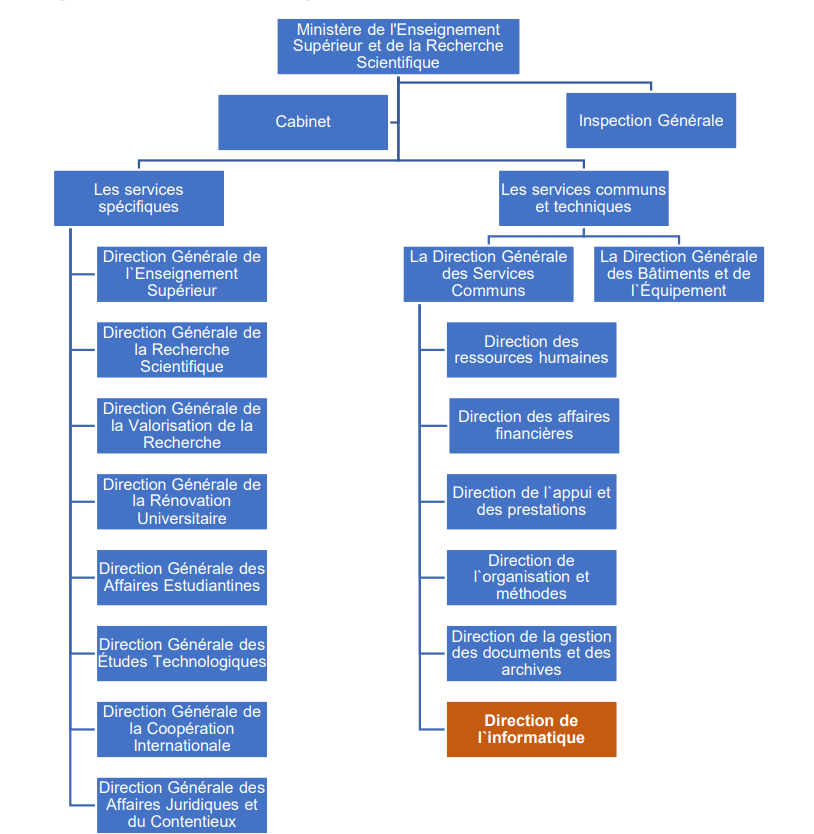 Ministère de l'Enseignement
Supérieur et de la Recherche
Scientifique
Cabinet
Inspection Générale
Les services
spécifiques
Les services communs
et techniques
Direction Générale de
l`Enseignement
Supérieur
Direction Générale de
la Recherche
Scientifique
Direction Générale de
la Valorisation de la
Recherche
Direction Générale de
la Rénovation
Universitaire
Direction Générale des
Affaires Estudiantines
Direction Générale des
Études Technologiques
Direction Générale de
la Coopération
Internationale
Direction Générale des
Affaires Juridiques et
du Contentieux
La Direction Générale
des Services
Communs
La Direction Générale
des Bâtiments et de
l`Équipement
Direction des
ressources humaines
Direction des affaires
financières
Direction de l`appui et
des prestations
Direction de
l`organisation et
méthodes
Direction de la gestion
des documents et des
archives
Direction de
l`informatique